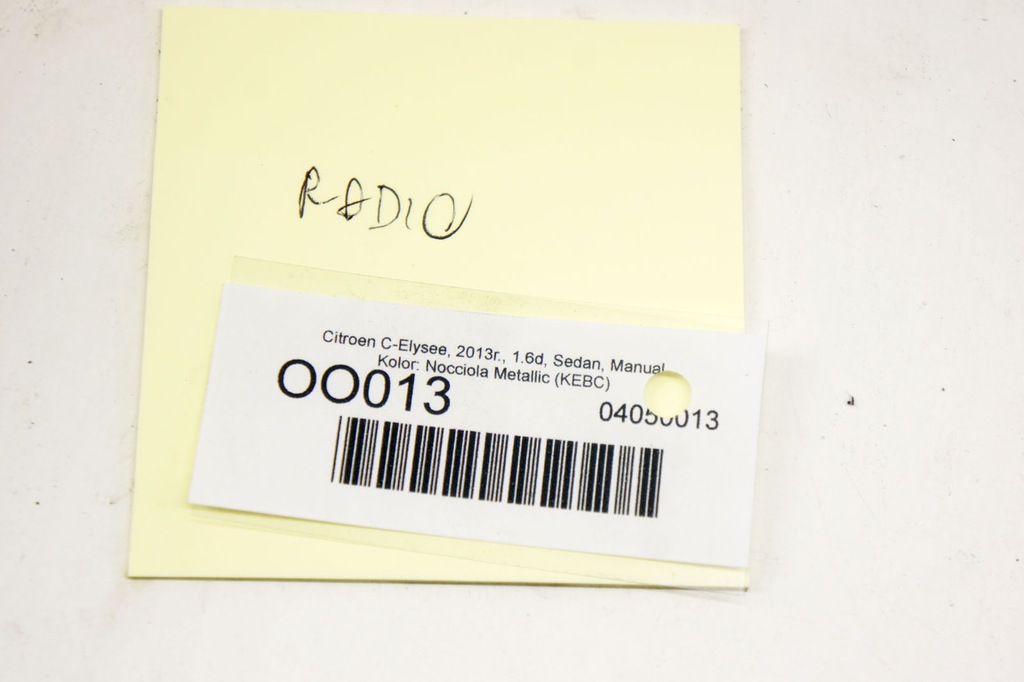 RADIO
Citroen C-Elysee, 2013r., 1.6d, Sedan, Manual
Kolor: Nocciola Metallic (KEBC)
OO013
04050013